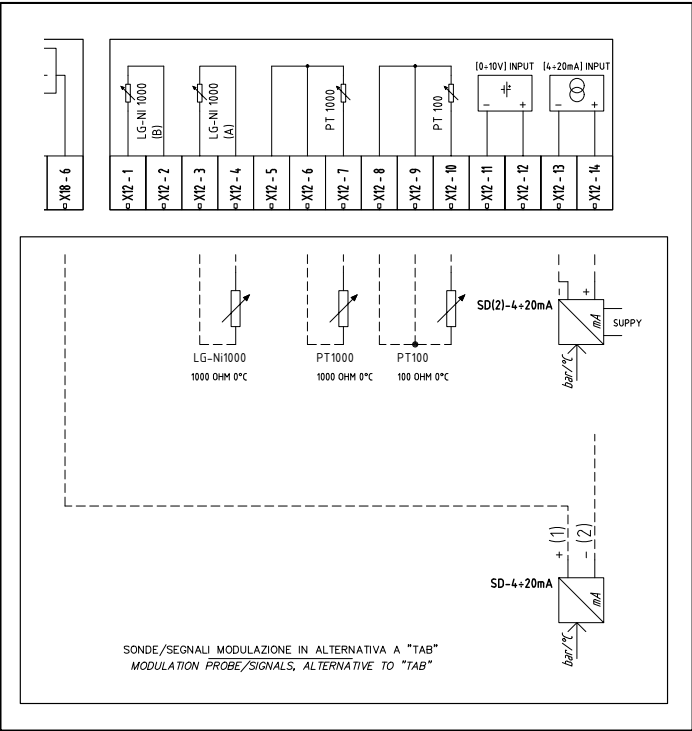 [0÷10V] INPUT
[4÷20mA] INPUT
LG-NI 1000
(B)
LG-NI 1000
(A)
PT 1000
PT 100
- +
- +
X18 - 6
X12 - 1
X12 - 2
X12 - 3
X12 - 4
X12 - 5
X12 - 6
X12 - 7
X12 - 8
X12 - 9
X12 - 10
X12 - 11
X12 - 12
X12 - 13
X12 - 14
- +
SD(2)-4÷20mA
mA
SUPPY
bar/°C
LG-Ni1000
1000 OHM 0°C
PT1000
1000 OHM 0°C
PT100
100 OHM 0°C
+ (1)
- (2)
SD-4÷20mA
mA
bar/°C
SONDE/SEGNALI MODULAZIONE IN ALTERNATIVA A "TAB"
MODULATION PROBE/SIGNALS, ALTERNATIVE TO "TAB"